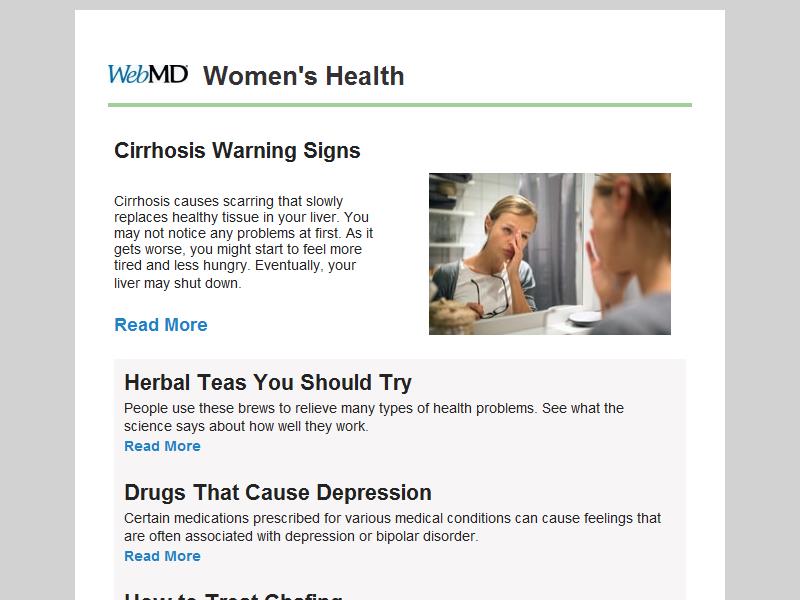 WebMD Women's Health
Cirrhosis Warning Signs
Cirrhosis causes scarring that slowly
replaces healthy tissue in your liver. You
may not notice any problems at first. As it
gets worse, you might start to feel more
tired and less hungry. Eventually, your
liver may shut down.
Read More
Herbal Teas You Should Try
People use these brews to relieve many types of health problems. See what the
science says about how well they work.
Read More
Drugs That Cause Depression
Certain medications prescribed for various medical conditions can cause feelings that
are often associated with depression or bipolar disorder.
Read More
How to Treat Chafing